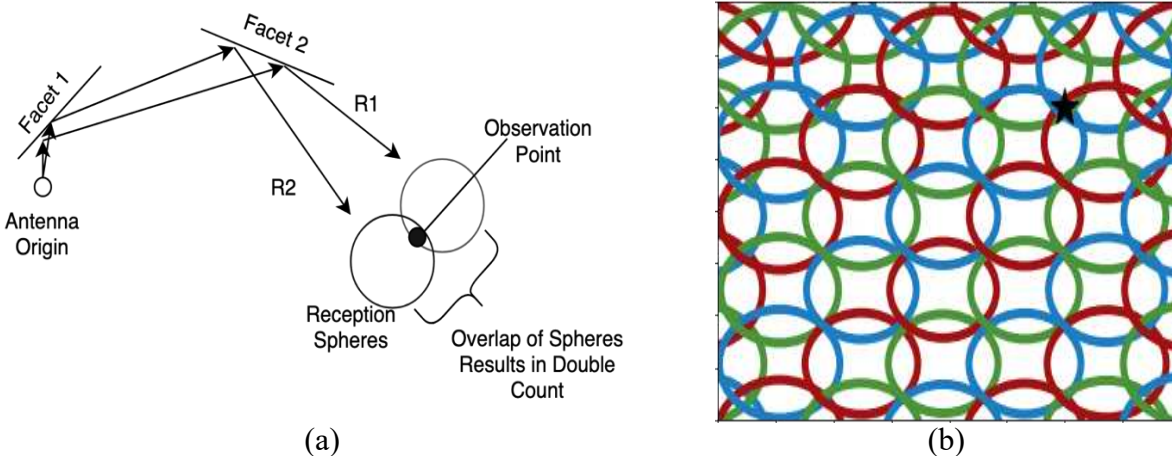 Facet 1
Facet 2
R1
R2
Observation
Point
Antenna
Origin
Reception
Spheres
Overlap of Spheres
Results in Double
Count
(a)
(b)